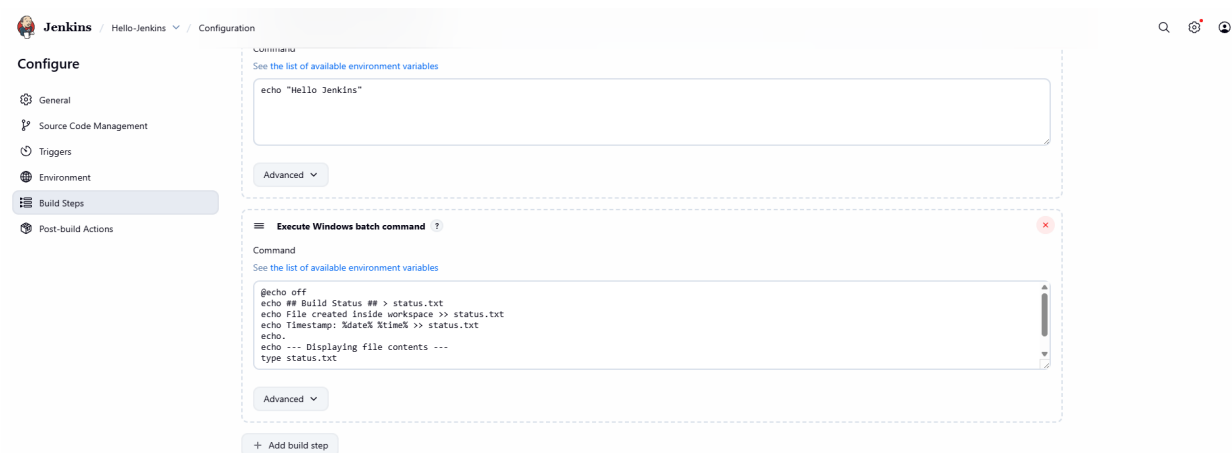 Jenkins / Hello-Jenkins / Configuration
Configure
General
Source Code Management
Triggers
Environment
Build Steps
Post-build Actions
Command
See the list of available environment variables
echo "Hello Jenkins"
Advanced
Execute Windows batch command ?
Command
See the list of available environment variables
@echo off
echo ## Build Status ## > status.txt
echo File created inside workspace >> status.txt
echo Timestamp: %date% %time% >> status.txt
echo.
echo --- Displaying file contents ---
type status.txt
Advanced
+ Add build step